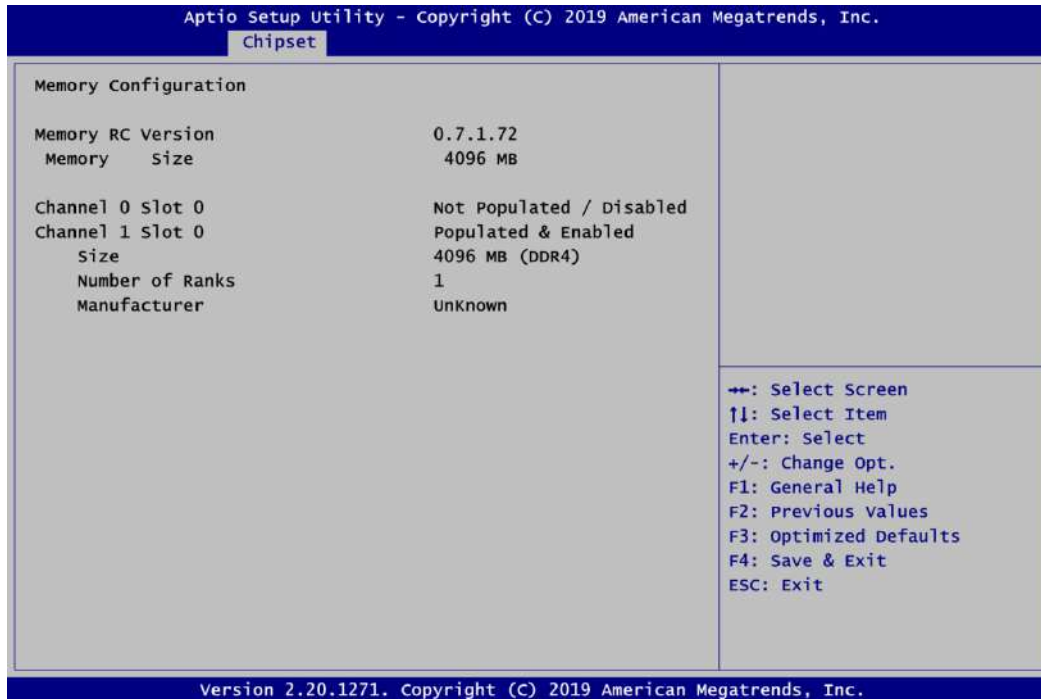 Aptio Setup Utility - Copyright (C) 2019 American Megatrends, Inc.
Chipset
Memory Configuration
Memory RC Version 0.7.1.72
Memory Size 4096 MB
Channel 0 Slot 0 Not Populated / Disabled
Channel 1 Slot 0 Populated & Enabled
Size 4096 MB (DDR4)
Number of Ranks 1
Manufacturer UnKnown
→←: Select Screen
↑↓: Select Item
Enter: Select
+/-: Change Opt.
F1: General Help
F2: Previous Values
F3: Optimized Defaults
F4: Save & Exit
ESC: Exit
Version 2.20.1271. Copyright (C) 2019 American Megatrends, Inc.